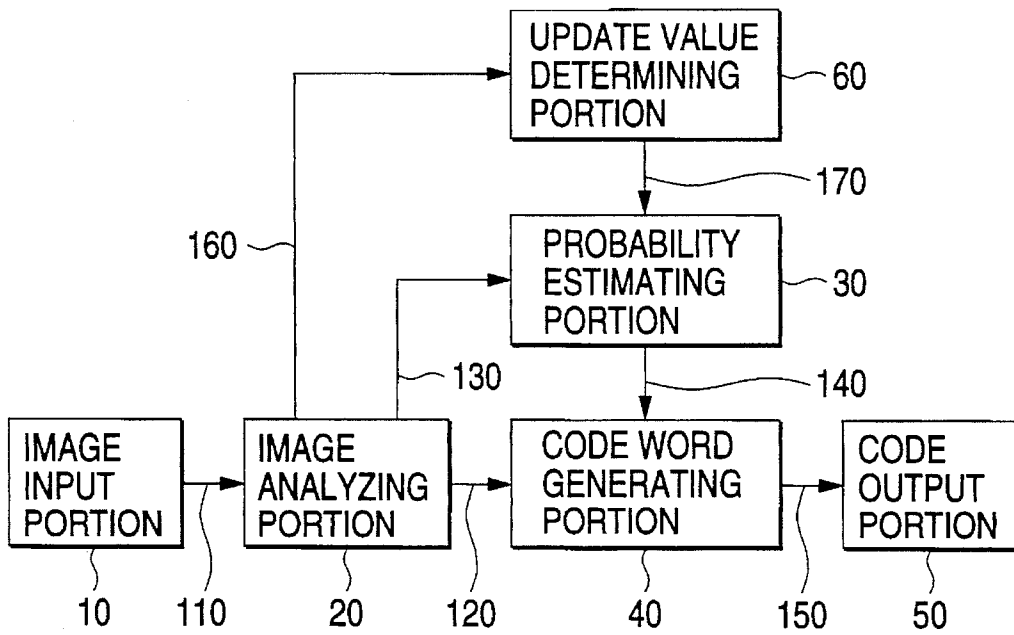 UPDATE VALUE
DETERMINING
PORTION
60
170
160
PROBABILITY
ESTIMATING
PORTION
30
130
140
IMAGE
INPUT
PORTION
IMAGE
ANALYZING
PORTION
CODE WORD
GENERATING
PORTION
CODE
OUTPUT
PORTION
10
110
20
120
40
150
50